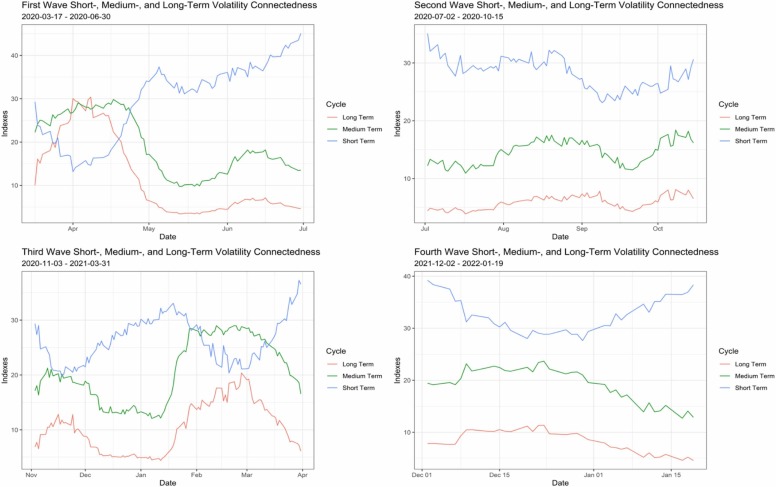 First Wave Short-, Medium-, and Long-Term Volatility Connectedness
2020-03-17 - 2020-06-30
40
30
20
10
Indexes
Apr
May
Jun
Jul
Date
Cycle
Long Term
Medium Term
Short Term
Second Wave Short-, Medium-, and Long-Term Volatility Connectedness
2020-07-02 - 2020-10-15
30
20
10
Indexes
Jul
Aug
Sep
Oct
Date
Cycle
Long Term
Medium Term
Short Term
Third Wave Short-, Medium-, and Long-Term Volatility Connectedness
2020-11-03 - 2021-03-31
30
20
10
Indexes
Nov
Dec
Jan
Feb
Mar
Apr
Date
Cycle
Long Term
Medium Term
Short Term
Fourth Wave Short-, Medium-, and Long-Term Volatility Connectedness
2021-12-02 - 2022-01-19
40
30
20
10
Indexes
Dec 01
Dec 15
Jan 01
Jan 15
Date
Cycle
Long Term
Medium Term
Short Term